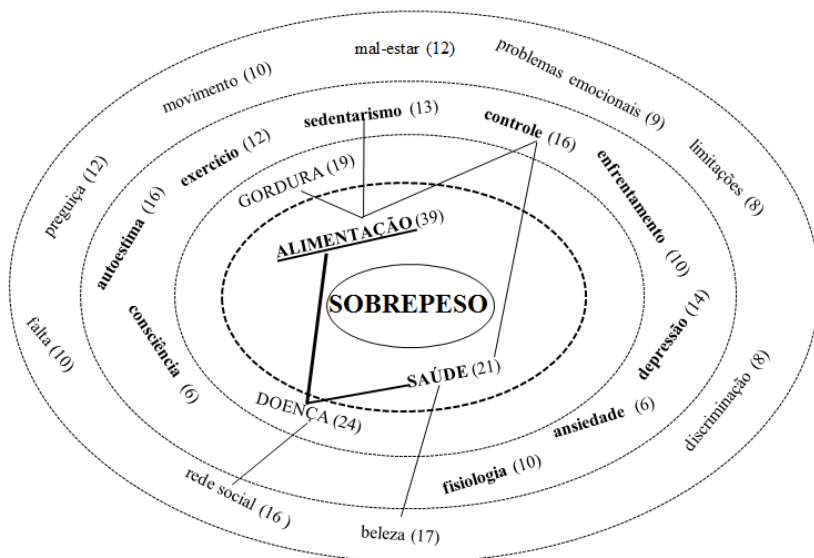 mal-estar (12)
problemas emocionais (9)
movimento (10)
sedentarismo (13)
controle (16)
limitações (8)
exercício (12)
enfrentamento (10)
preguiça (12)
GORDURA (19)
autoestima (16)
ALIMENTAÇÃO (39)
SOBREPESO
depressão (14)
consciência (6)
falta (10)
SAÚDE (21)
discriminação (8)
DOENÇA (24)
ansiedade (6)
fisiologia (10)
rede social (16)
beleza (17)